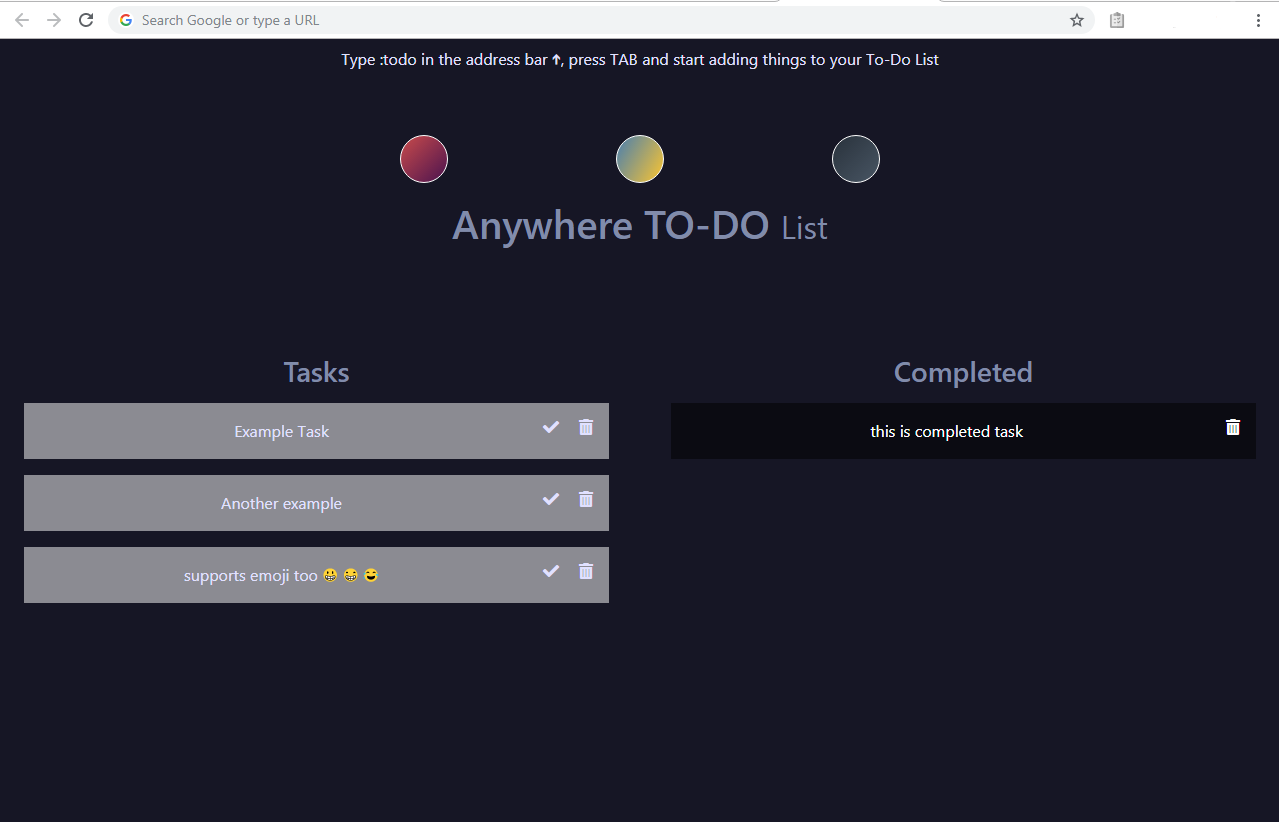 Search Google or type a URL
Type :todo in the address bar ↑, press TAB and start adding things to your To-Do List
Anywhere TO-DO List
Tasks
Example Task
Another example
supports emoji too 😀 😁 😄
Completed
this is completed task